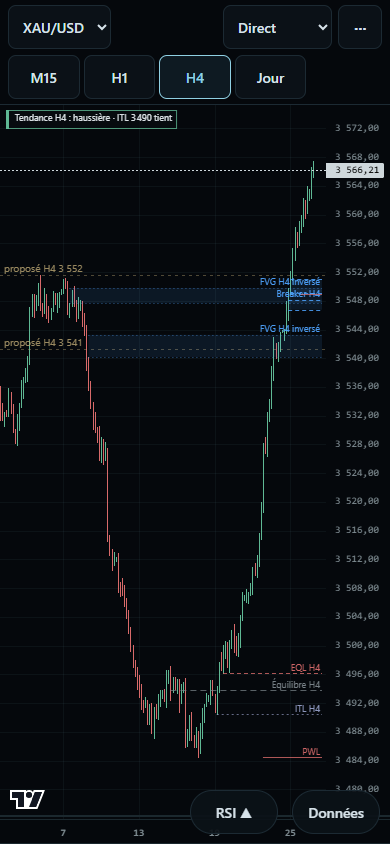 XAU/USD
Direct
...
M15
H1
H4
Jour
Tendance H4 : haussière · ITL 3490 tient
3 572,00
3 568,00
3 566,21
3 564,00
3 560,00
3 556,00
proposé H4 3 552
3 552,00
FVG H4 inversé
Breaker H4
3 548,00
3 544,00
FVG H4 inversé
proposé H4 3 541
3 540,00
3 536,00
3 532,00
3 528,00
3 524,00
3 520,00
3 516,00
3 512,00
3 508,00
3 504,00
3 500,00
EQL H4
3 496,00
Équilibre H4
3 492,00
ITL H4
3 488,00
PWL
3 484,00
3 480,00
RSI ▲
Données
7
13
19
25